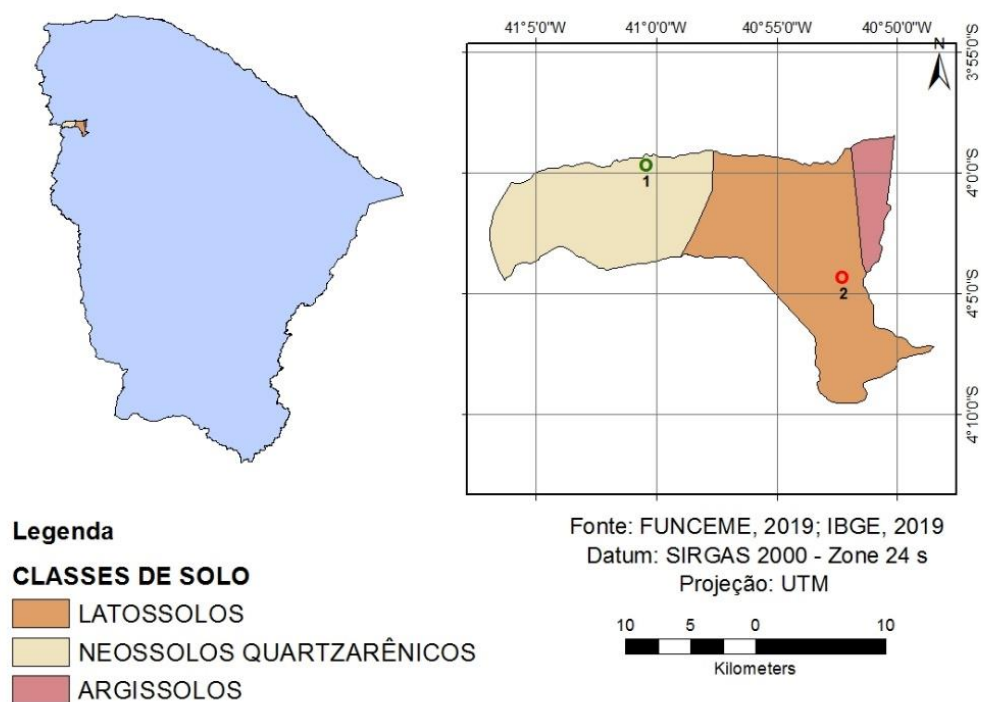 41°5'0"W 41°0'0"W 40°55'0"W 40°50'0"W
N
3°55'0"S
4°0'0"S
4°5'0"S
4°10'0"S
1
2
Legenda
CLASSES DE SOLO
LATOSSOLOS
NEOSSOLOS QUARTZARÊNICOS
ARGISSOLOS
Fonte: FUNCEME, 2019; IBGE, 2019
Datum: SIRGAS 2000 - Zone 24 s
Projeção: UTM
10 5 0 10
Kilometers